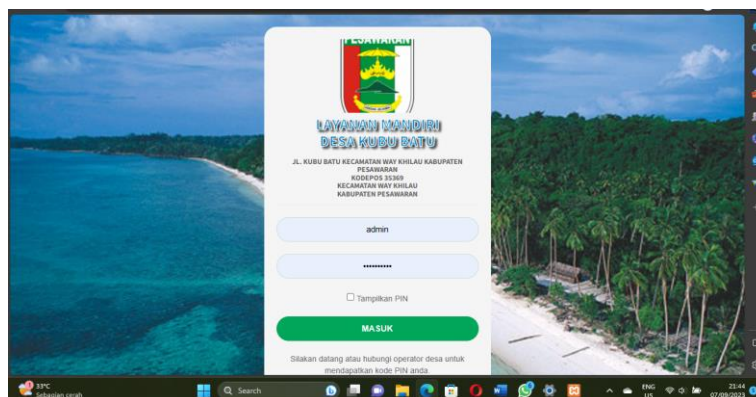 PESAWARAN
LAYANAN MANDIRI
DESA KUBU BATU
JL. KUBU BATU KECAMATAN WAY KHILAU KABUPATEN
PESAWARAN
KODEPOS 35369
KECAMATAN WAY KHILAU
KABUPATEN PESAWARAN
admin
••••••••••
Tampilkan PIN
MASUK
Silakan datang atau hubungi operator desa untuk
mendapatkan kode PIN anda.
33°C
Sebagian cerah
Search
ENG
US
21:44
07/09/2023